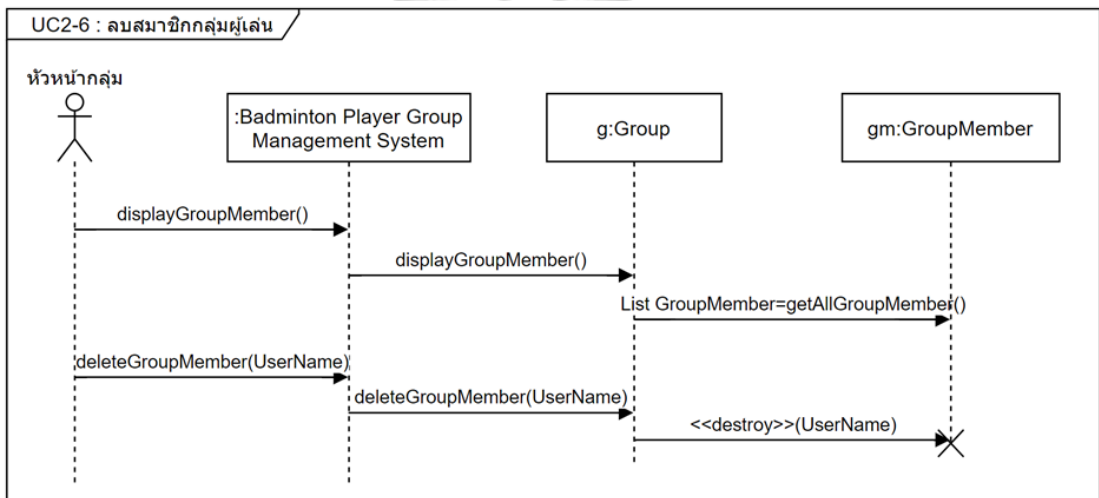 UC2-6 : ลบสมาชิกกลุ่มผู้เล่น
หัวหน้ากลุ่ม
:Badminton Player Group
Management System
g:Group
gm:GroupMember
displayGroupMember()
displayGroupMember()
List GroupMember=getAllGroupMember()
deleteGroupMember(UserName)
deleteGroupMember(UserName)
<<destroy>>(UserName)